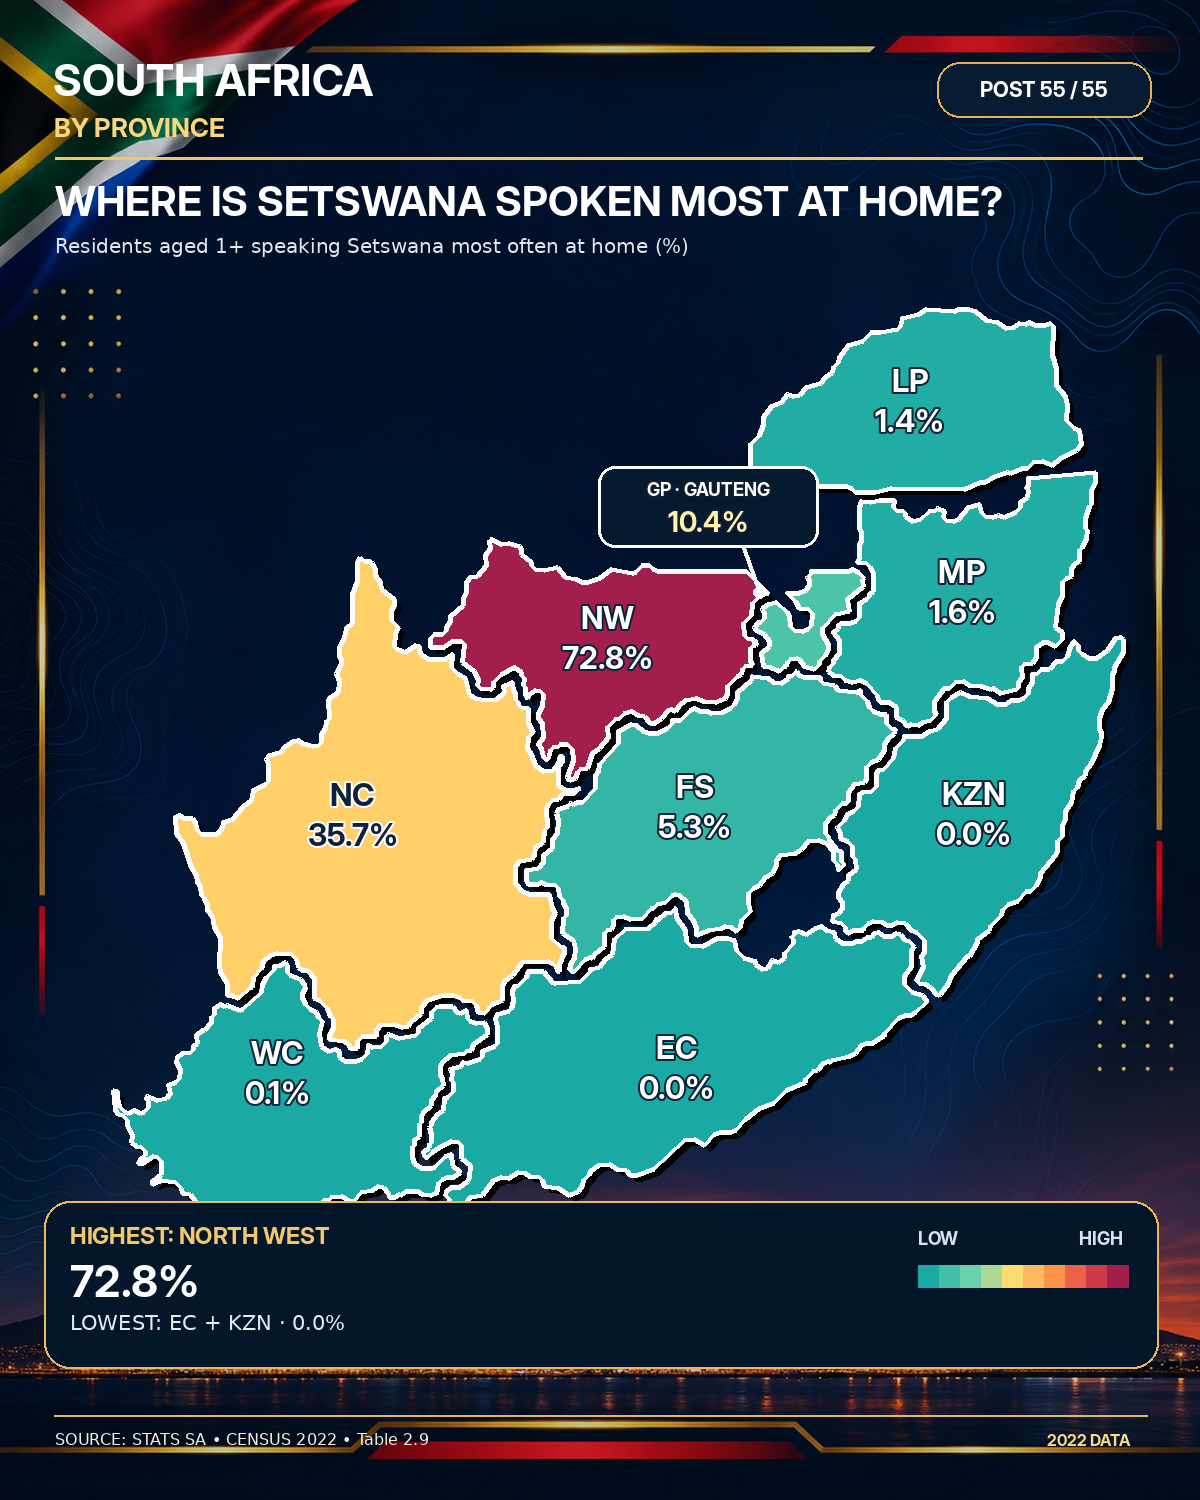 SOUTH AFRICA
BY PROVINCE
POST 55 / 55
WHERE IS SETSWANA SPOKEN MOST AT HOME?
Residents aged 1+ speaking Setswana most often at home (%)
LP
1.4%
GP · GAUTENG
10.4%
MP
1.6%
NW
72.8%
NC
35.7%
FS
5.3%
KZN
0.0%
WC
0.1%
EC
0.0%
HIGHEST: NORTH WEST
72.8%
LOWEST: EC + KZN · 0.0%
LOW HIGH
SOURCE: STATS SA • CENSUS 2022 • Table 2.9
2022 DATA